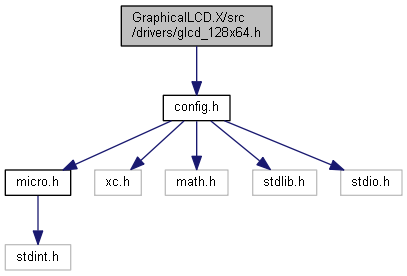 GraphicalLCD.X/src
/drivers/glcd_128x64.h
config.h
micro.h
xc.h
math.h
stdlib.h
stdio.h
stdint.h